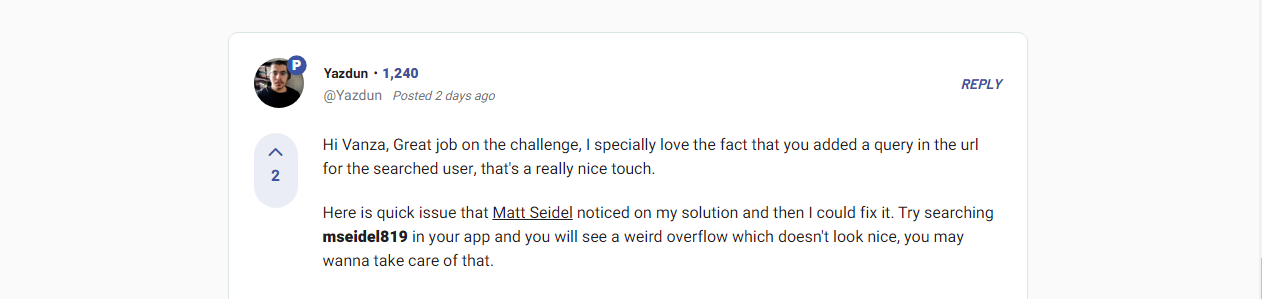 P
Yazdun • 1,240
@Yazdun Posted 2 days ago
REPLY
2
Hi Vanza, Great job on the challenge, I specially love the fact that you added a query in the url
for the searched user, that's a really nice touch.
Here is quick issue that Matt Seidel noticed on my solution and then I could fix it. Try searching
mseidel819 in your app and you will see a weird overflow which doesn't look nice, you may
wanna take care of that.